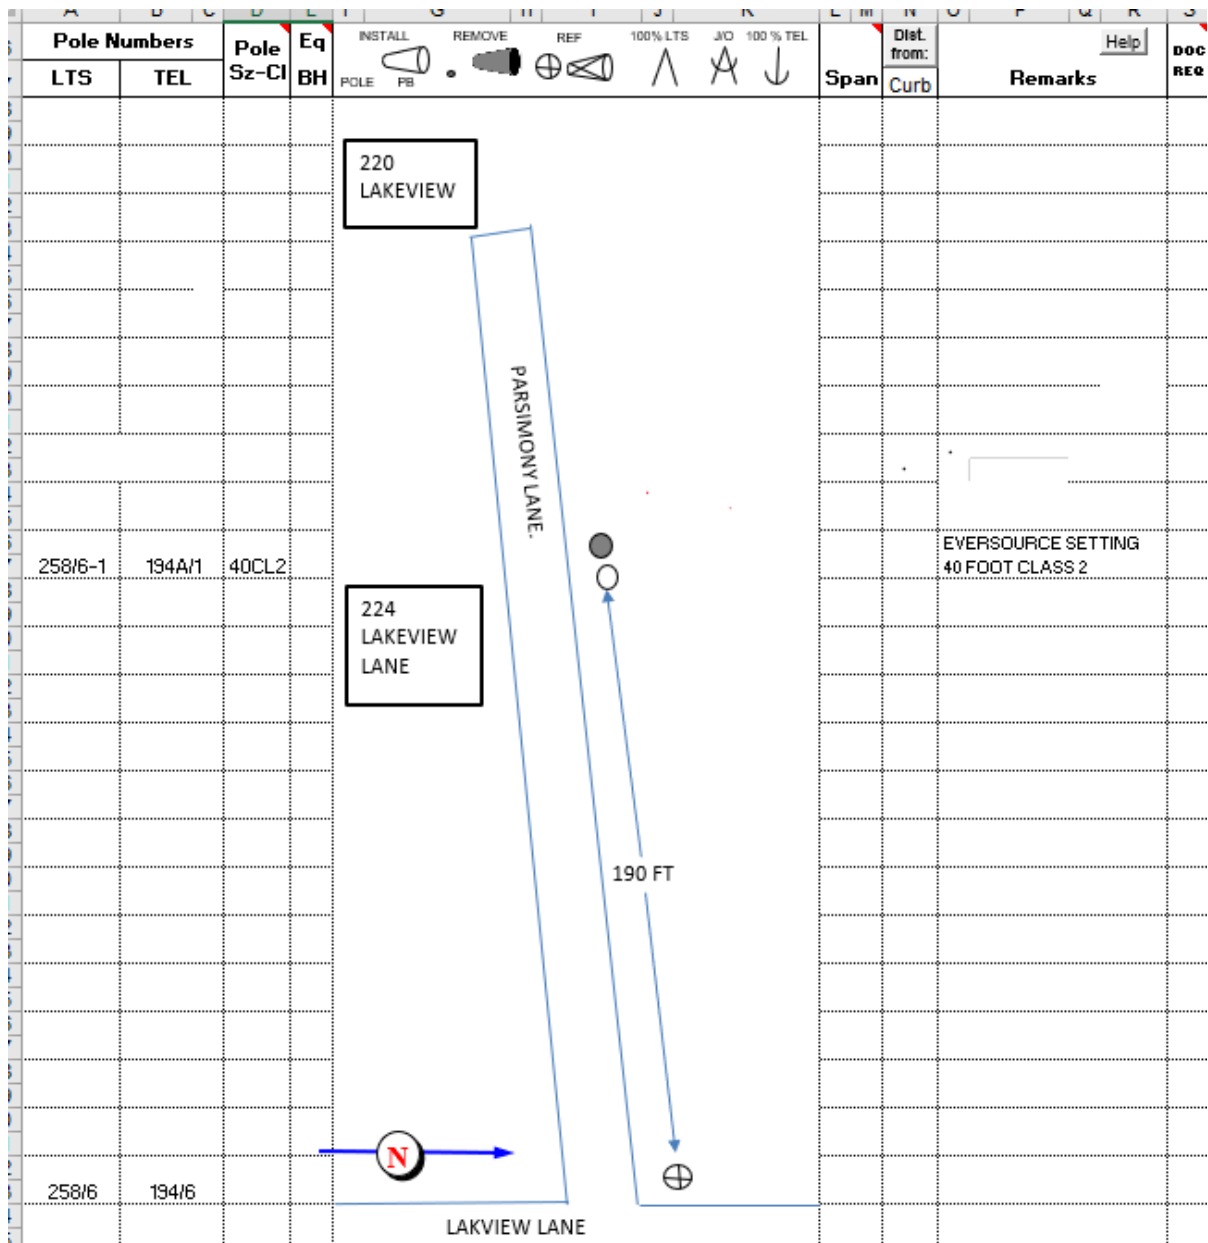 A B C D E F G H I J K L M N O P Q R S
Pole Numbers
LTS TEL
Pole
Sz-Cl
Eq
BH
INSTALL REMOVE REF 100% LTS J/O 100 % TEL
POLE PB
Span
Dist.
from:
Curb
Help
Remarks
DOC
REQ
220
LAKEVIEW
PARSIMONY LANE.
258/6-1 194A/1 40CL2
EVERSOURCE SETTING
40 FOOT CLASS 2
224
LAKEVIEW
LANE
190 FT
N
258/6 194/6
LAKVIEW LANE